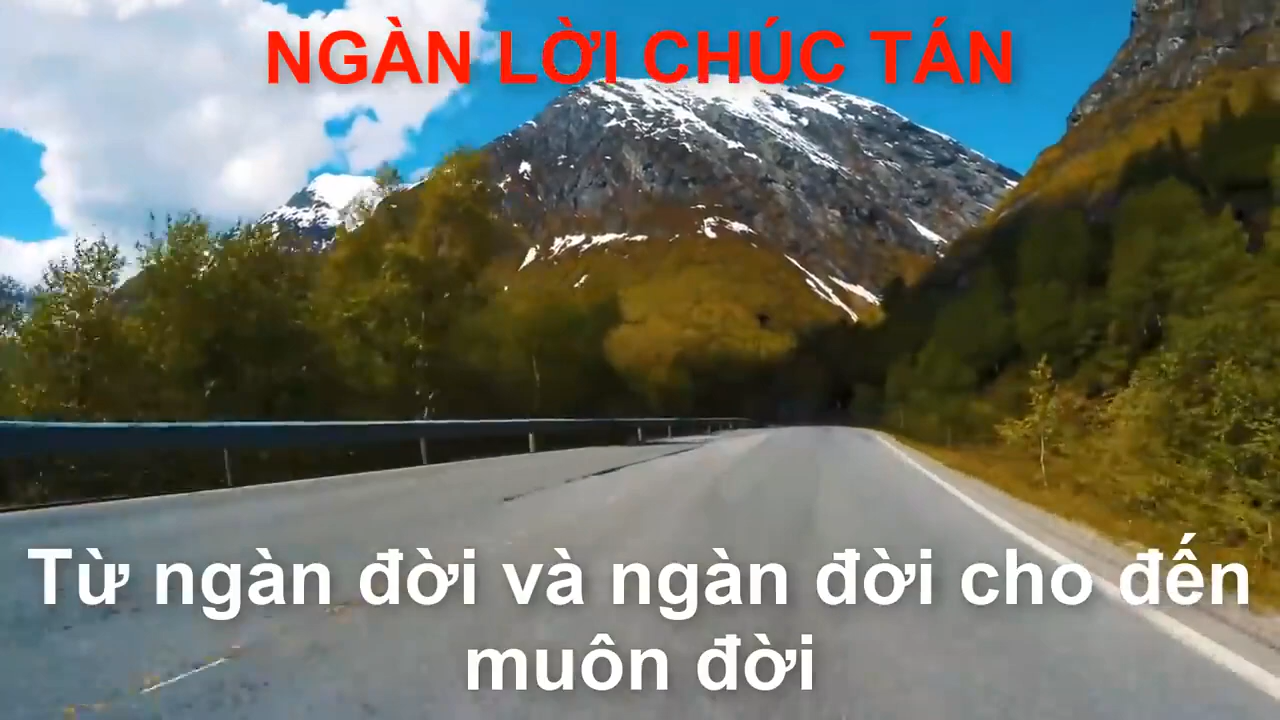 NGÀN LỜI CHÚC TÁN
Từ ngàn đời và ngàn đời cho đến
muôn đời